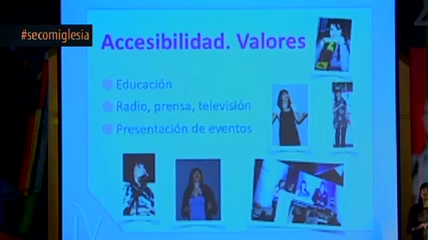 #secomiglesia
Accesibilidad. Valores
Educación
Radio, prensa, televisión
Presentación de eventos